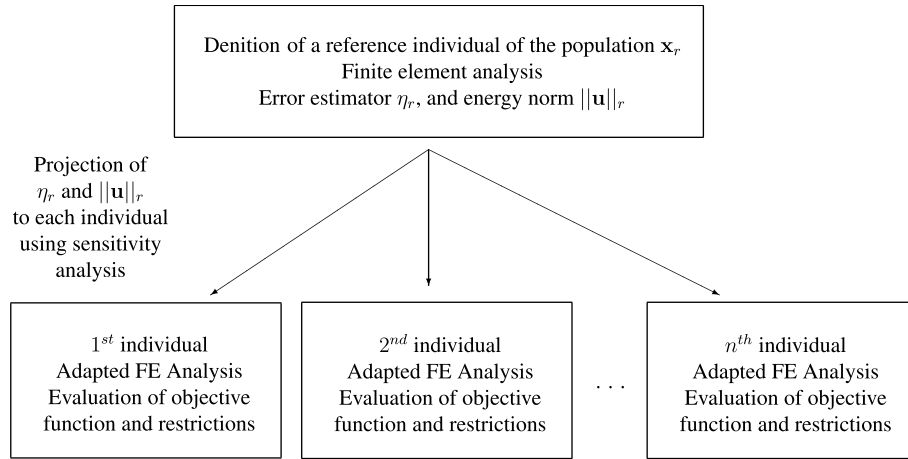 Denition of a reference individual of the population x_r
Finite element analysis
Error estimator η_r, and energy norm ||u||_r
Projection of
η_r and ||u||_r
to each individual
using sensitivity
analysis
1^{st} individual
Adapted FE Analysis
Evaluation of objective
function and restrictions
2^{nd} individual
Adapted FE Analysis
Evaluation of objective
function and restrictions
. . .
n^{th} individual
Adapted FE Analysis
Evaluation of objective
function and restrictions